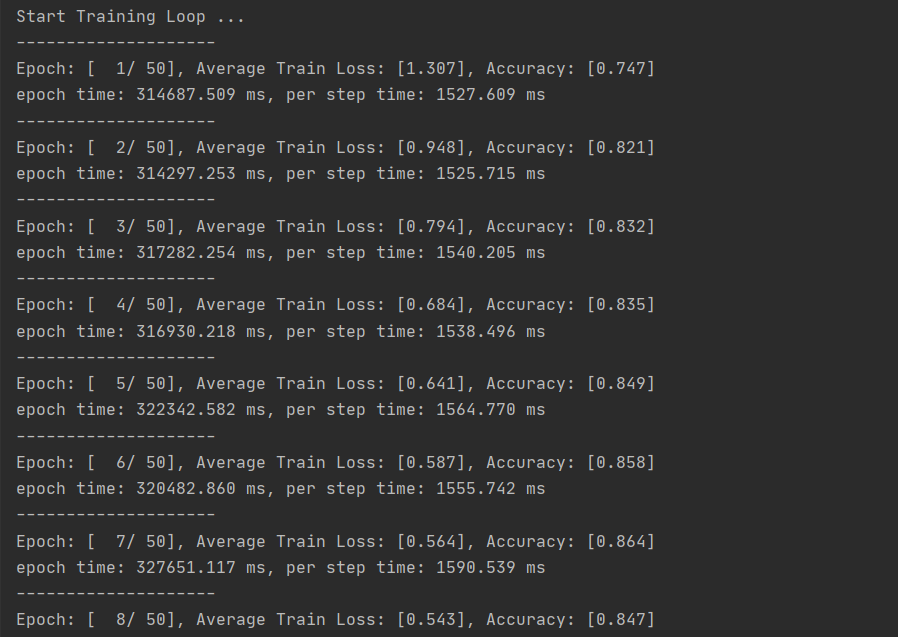 Start Training Loop ...
--------------------
Epoch: [  1/ 50], Average Train Loss: [1.307], Accuracy: [0.747]
epoch time: 314687.509 ms, per step time: 1527.609 ms
--------------------
Epoch: [  2/ 50], Average Train Loss: [0.948], Accuracy: [0.821]
epoch time: 314297.253 ms, per step time: 1525.715 ms
--------------------
Epoch: [  3/ 50], Average Train Loss: [0.794], Accuracy: [0.832]
epoch time: 317282.254 ms, per step time: 1540.205 ms
--------------------
Epoch: [  4/ 50], Average Train Loss: [0.684], Accuracy: [0.835]
epoch time: 316930.218 ms, per step time: 1538.496 ms
--------------------
Epoch: [  5/ 50], Average Train Loss: [0.641], Accuracy: [0.849]
epoch time: 322342.582 ms, per step time: 1564.770 ms
--------------------
Epoch: [  6/ 50], Average Train Loss: [0.587], Accuracy: [0.858]
epoch time: 320482.860 ms, per step time: 1555.742 ms
--------------------
Epoch: [  7/ 50], Average Train Loss: [0.564], Accuracy: [0.864]
epoch time: 327651.117 ms, per step time: 1590.539 ms
--------------------
Epoch: [  8/ 50], Average Train Loss: [0.543], Accuracy: [0.847]